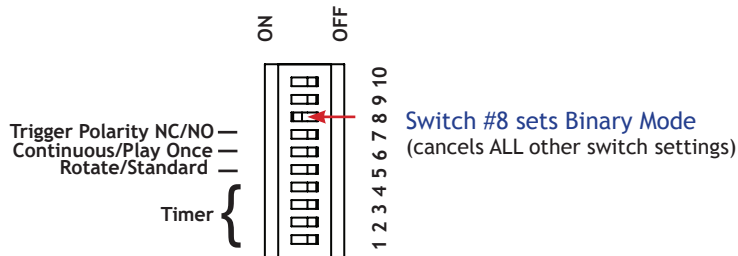 ON OFF
Trigger Polarity NC/NO
Continuous/Play Once
Rotate/Standard
Timer
1 2 3 4 5 6 7 8 9 10
Switch #8 sets Binary Mode
(cancels ALL other switch settings)